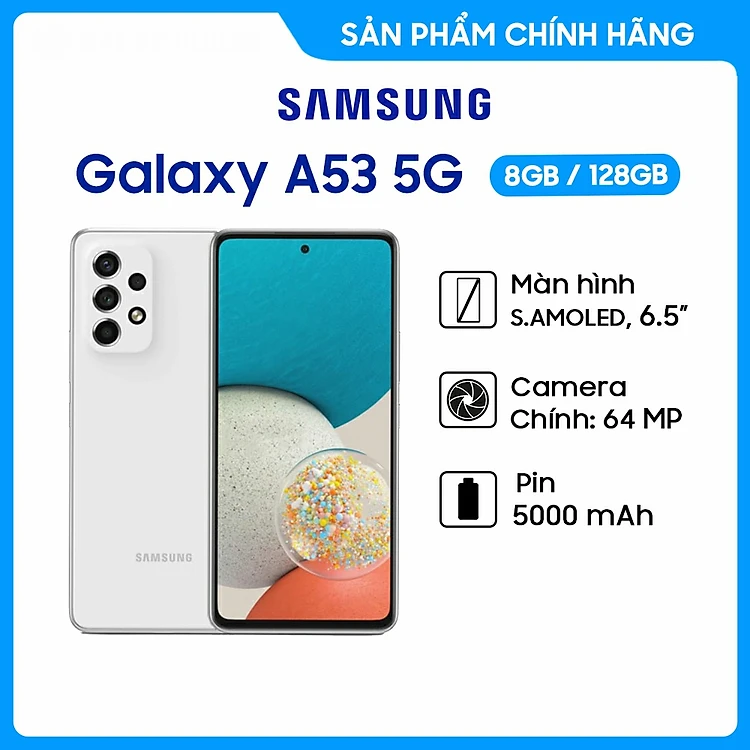 SẢN PHẨM CHÍNH HÃNG
SAMSUNG
Galaxy A53 5G
8GB / 128GB
Màn hình
S.AMOLED, 6.5”
Camera
Chính: 64 MP
Pin
5000 mAh
SAMSUNG